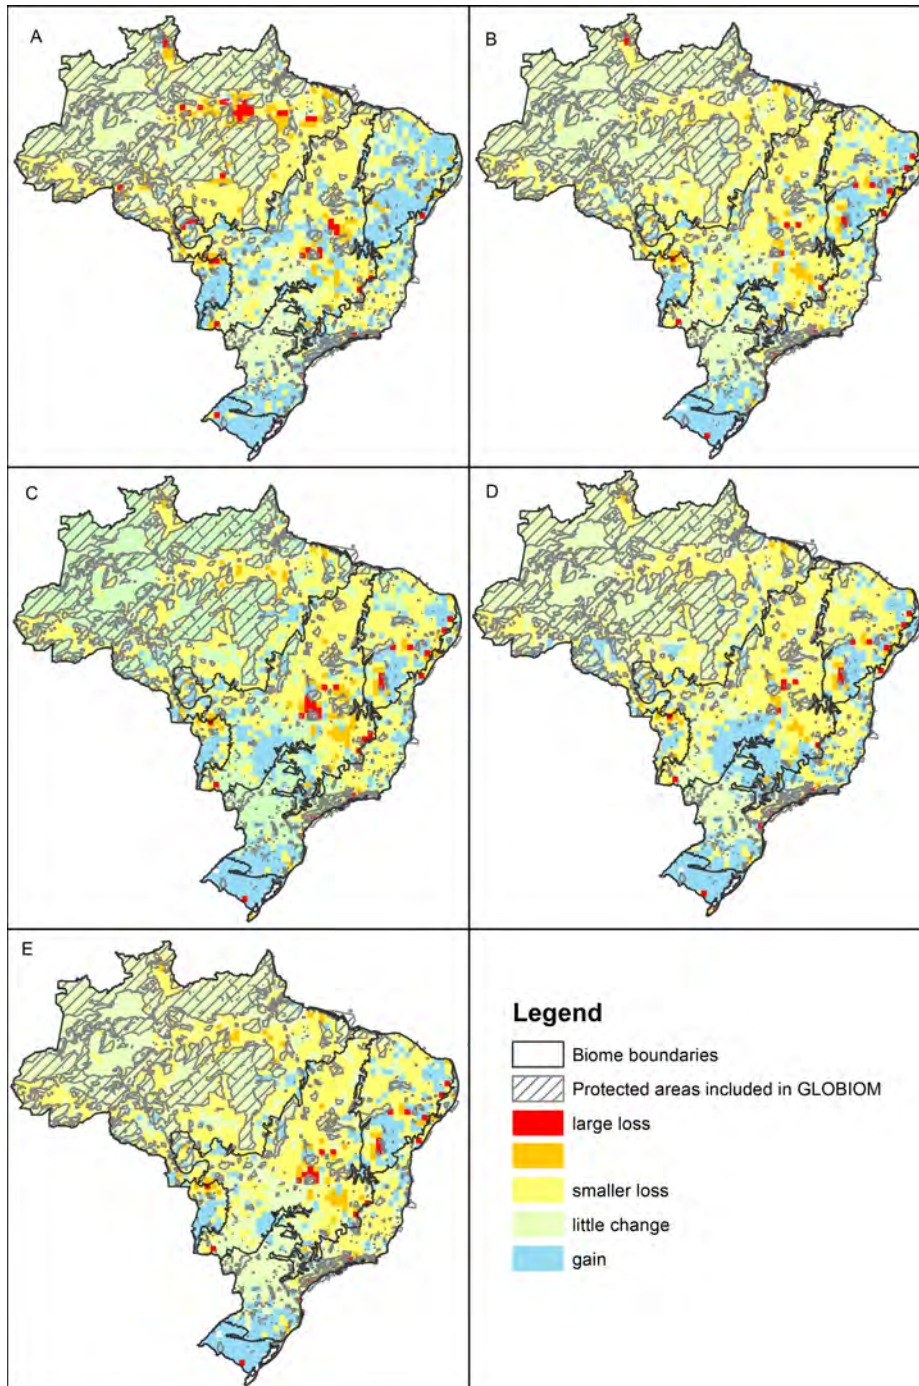 A
B
C
D
E
Legend
Biome boundaries
Protected areas included in GLOBIOM
large loss
smaller loss
little change
gain